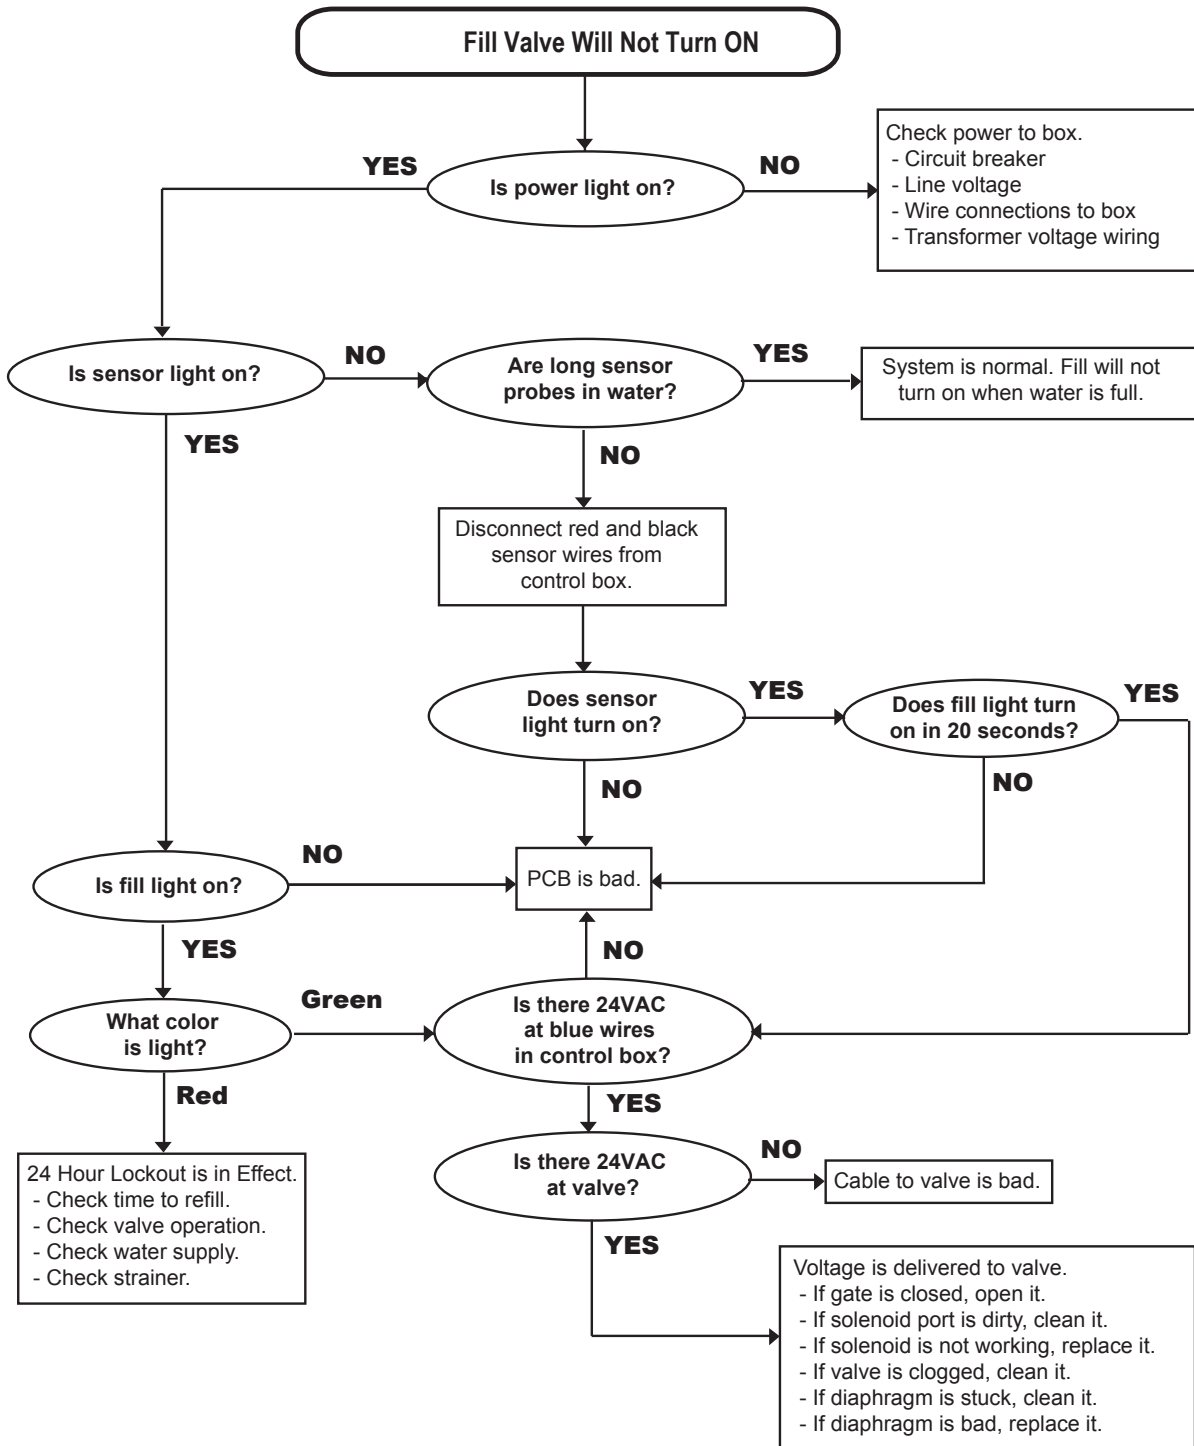 Fill Valve Will Not Turn ON
YES
Is power light on?
NO
Check power to box.
- Circuit breaker
- Line voltage
- Wire connections to box
- Transformer voltage wiring
Is sensor light on?
NO
Are long sensor
probes in water?
YES
System is normal. Fill will not
turn on when water is full.
YES
NO
Disconnect red and black
sensor wires from
control box.
Does sensor
light turn on?
YES
Does fill light turn
on in 20 seconds?
YES
NO
NO
Is fill light on?
NO
PCB is bad.
YES
NO
What color
is light?
Green
Is there 24VAC
at blue wires
in control box?
Red
YES
24 Hour Lockout is in Effect.
- Check time to refill.
- Check valve operation.
- Check water supply.
- Check strainer.
Is there 24VAC
at valve?
NO
Cable to valve is bad.
YES
Voltage is delivered to valve.
- If gate is closed, open it.
- If solenoid port is dirty, clean it.
- If solenoid is not working, replace it.
- If valve is clogged, clean it.
- If diaphragm is stuck, clean it.
- If diaphragm is bad, replace it.